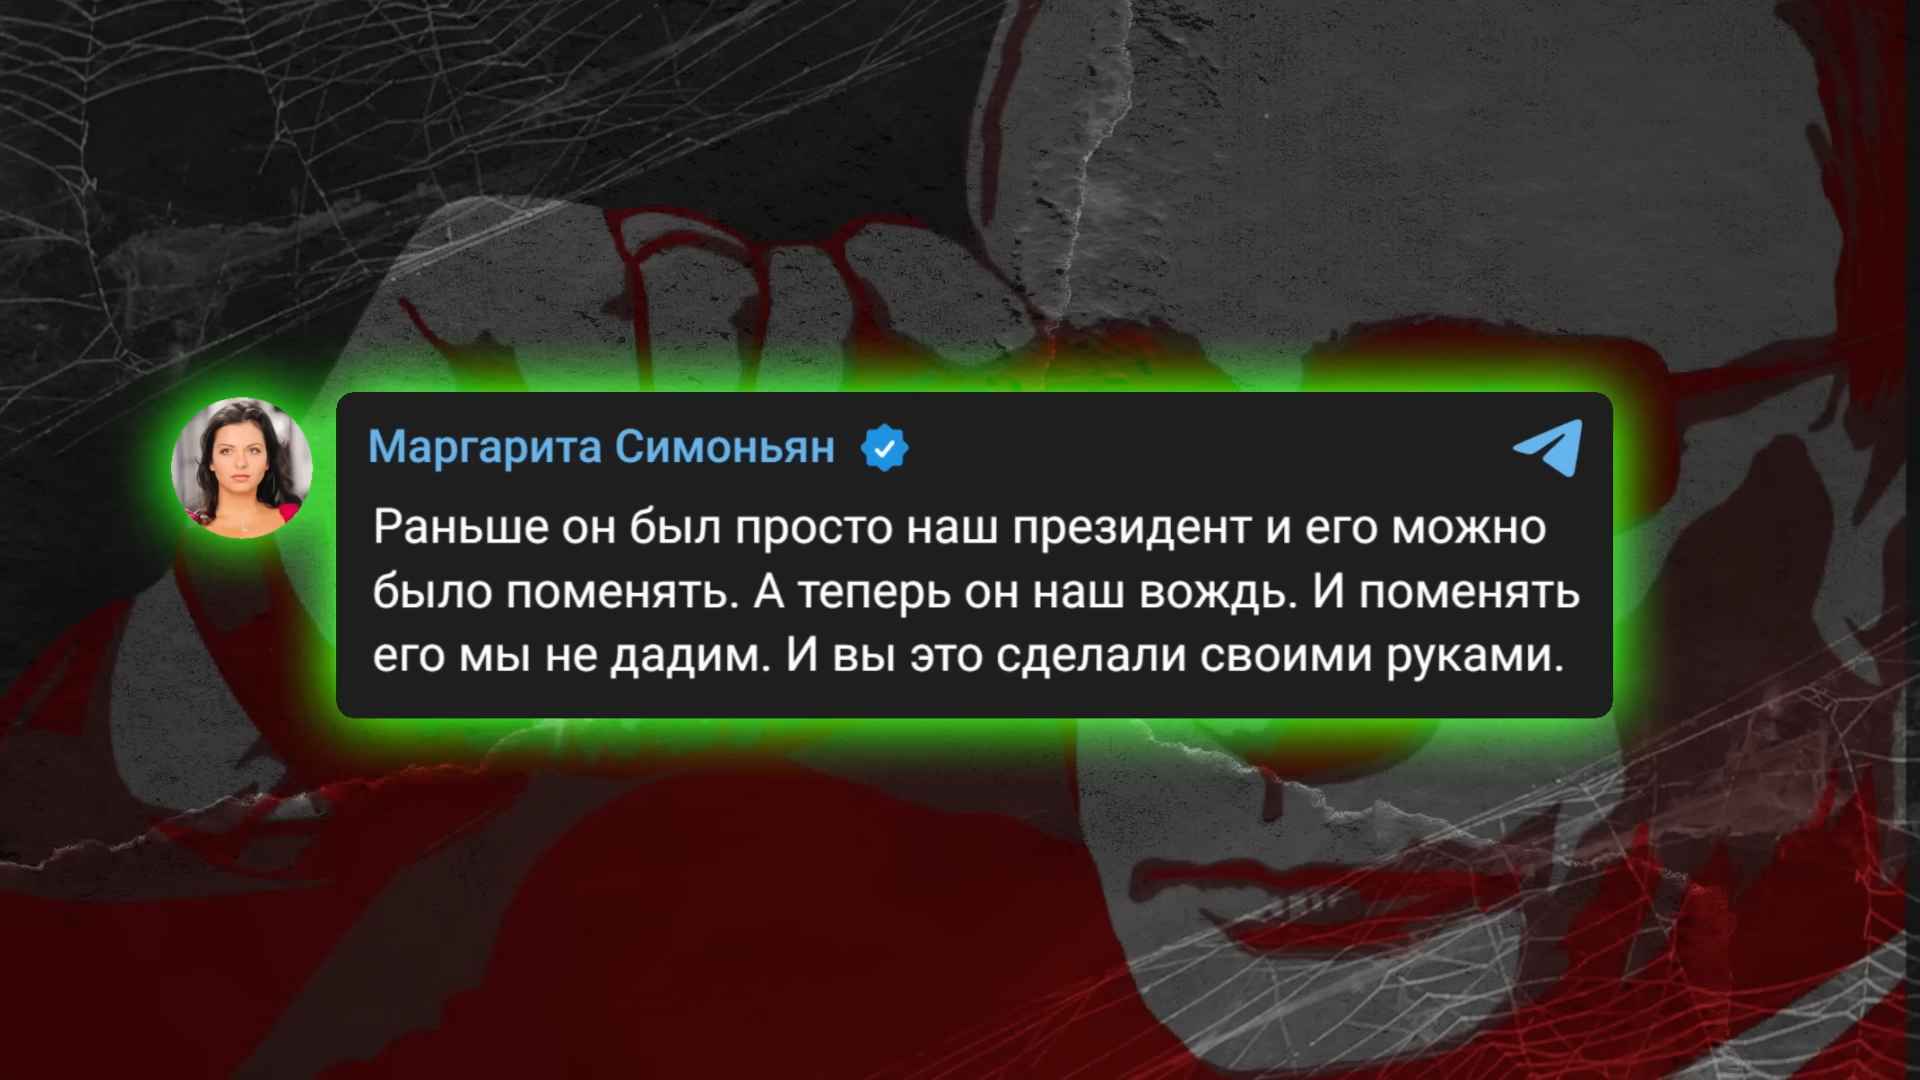 Маргарита Симоньян
Раньше он был просто наш президент и его можно
было поменять. А теперь он наш вождь. И поменять
его мы не дадим. И вы это сделали своими руками.